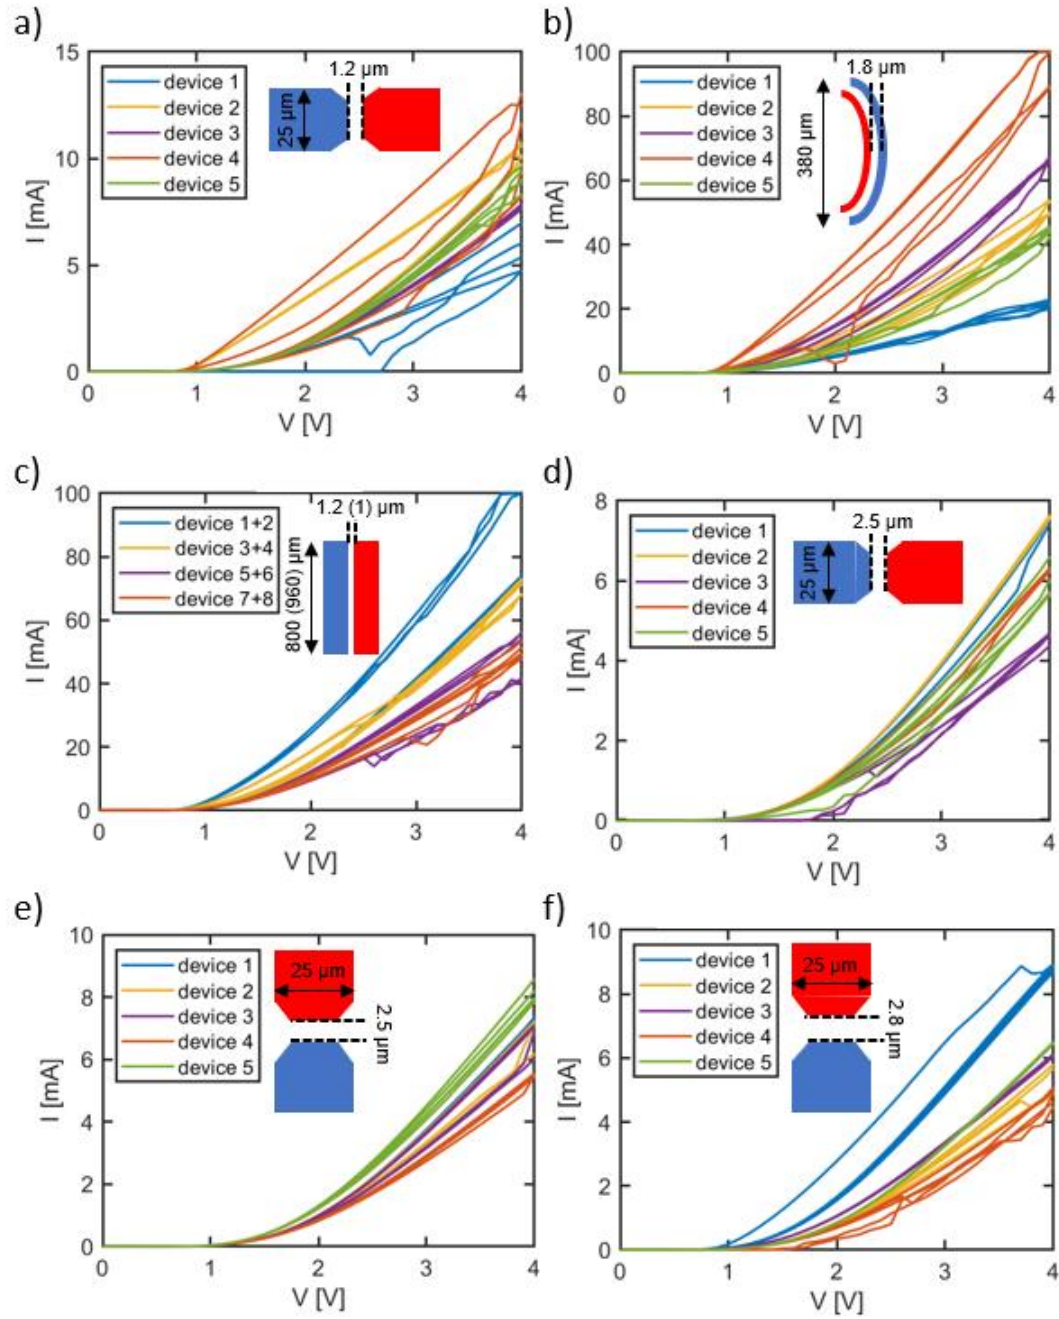 a)
15
10
5
0
I [mA]
0 1 2 3 4
V [V]
device 1
device 2
device 3
device 4
device 5
1.2 µm
25 µm
b)
100
80
60
40
20
0
I [mA]
0 1 2 3 4
V [V]
device 1
device 2
device 3
device 4
device 5
1.8 µm
380 µm
c)
100
80
60
40
20
0
I [mA]
0 1 2 3 4
V [V]
device 1+2
device 3+4
device 5+6
device 7+8
1.2 (1) µm
800 (960) µm
d)
8
6
4
2
0
I [mA]
0 1 2 3 4
V [V]
device 1
device 2
device 3
device 4
device 5
2.5 µm
25 µm
e)
10
8
6
4
2
0
I [mA]
0 1 2 3 4
V [V]
device 1
device 2
device 3
device 4
device 5
25 µm
2.5 µm
f)
10
8
6
4
2
0
I [mA]
0 1 2 3 4
V [V]
device 1
device 2
device 3
device 4
device 5
25 µm
2.8 µm